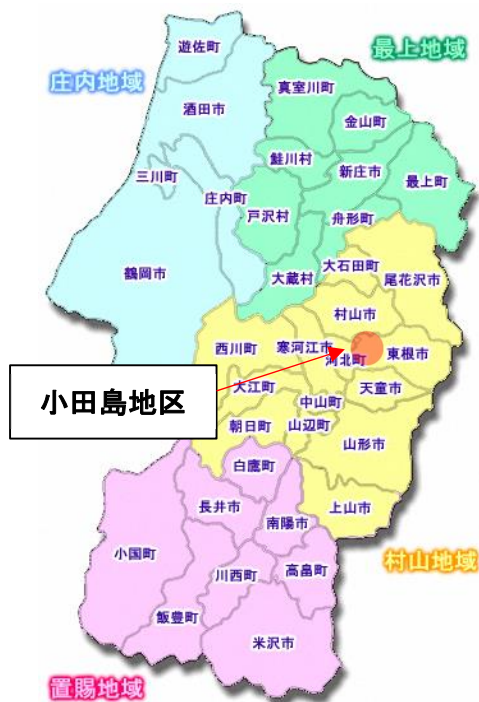 遊佐町
最上地域
庄内地域
真室川町
酒田市
金山町
鮭川村
新庄市
三川町
最上町
庄内町
戸沢村
舟形町
鶴岡市
大蔵村
大石田町
尾花沢市
村山市
西川町
寒河江市
河北町
東根市
小田島地区
大江町
天童市
中山町
朝日町
山辺町
山形市
白鷹町
長井市
上山市
南陽市
小国町
村山地域
川西町
高畠町
飯豊町
米沢市
置賜地域